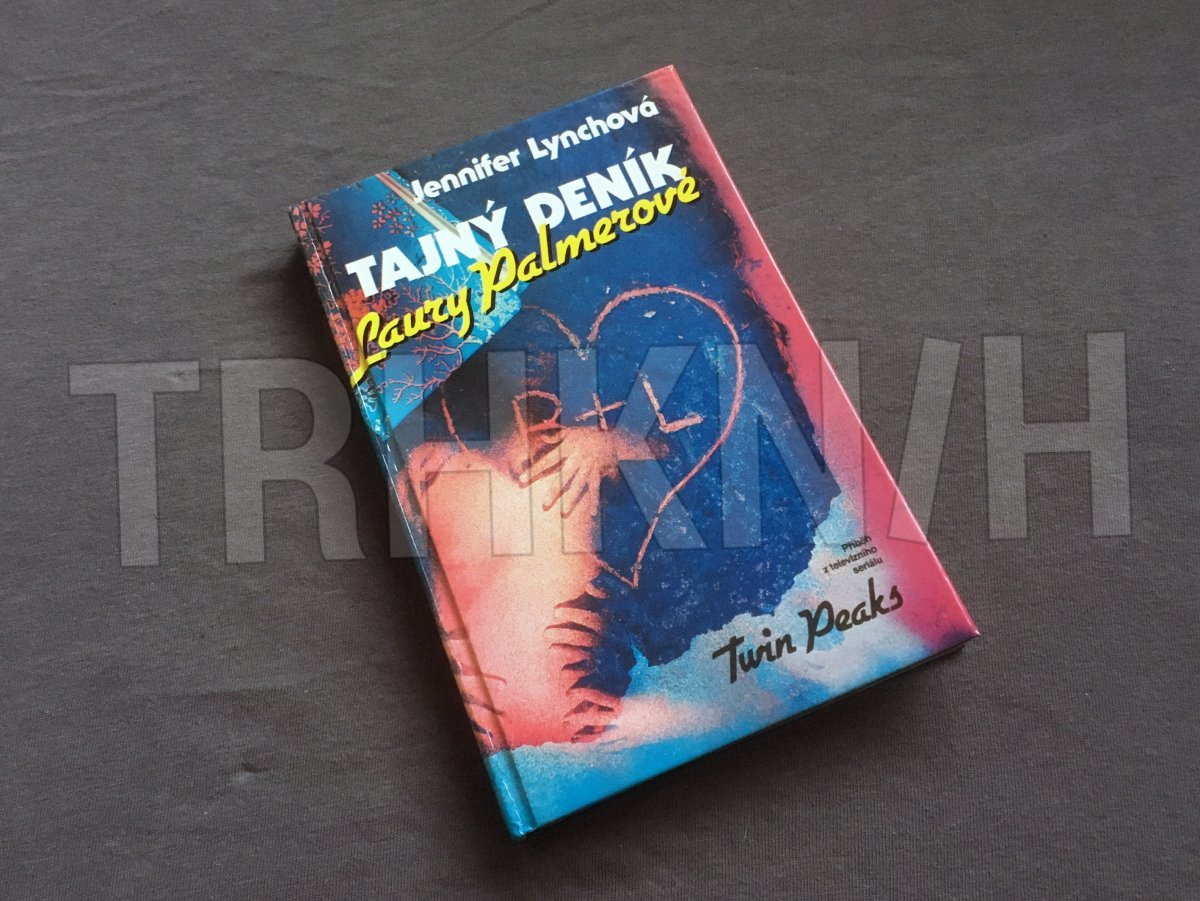 Jennifer Lynchová
TAJNÝ DENÍK
Laury Palmerové
B + L
Příběh
z televizního
seriálu
Twin Peaks
TRHKNIH